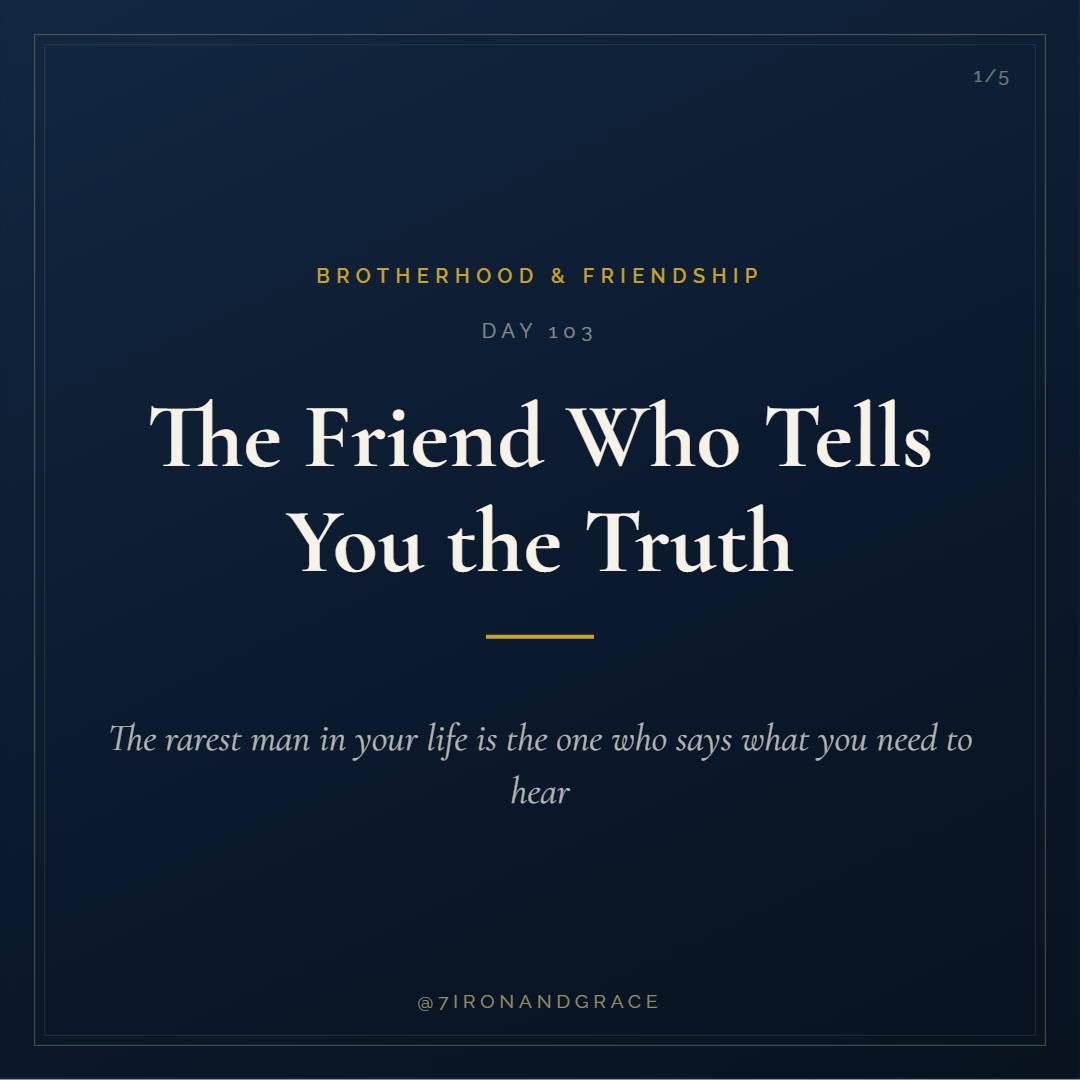 1/5
BROTHERHOOD & FRIENDSHIP
DAY 103
The Friend Who Tells
You the Truth
The rarest man in your life is the one who says what you need to
hear
@7IRONANDGRACE